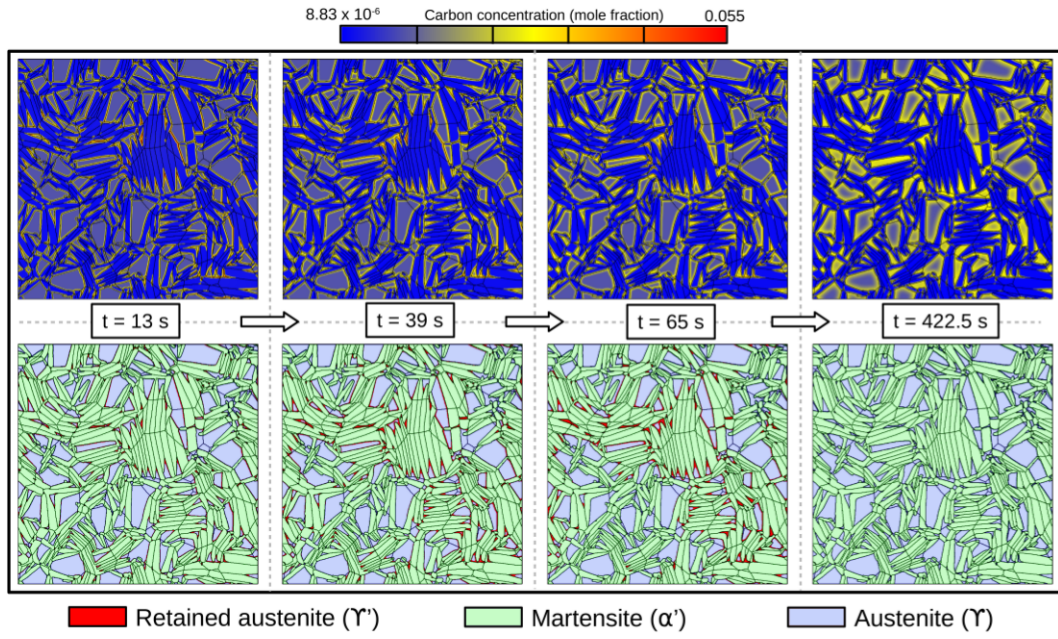 8.83 x 10⁻⁶ Carbon concentration (mole fraction) 0.055
t = 13 s t = 39 s t = 65 s t = 422.5 s
Retained austenite (ϒ') Martensite (α') Austenite (ϒ)